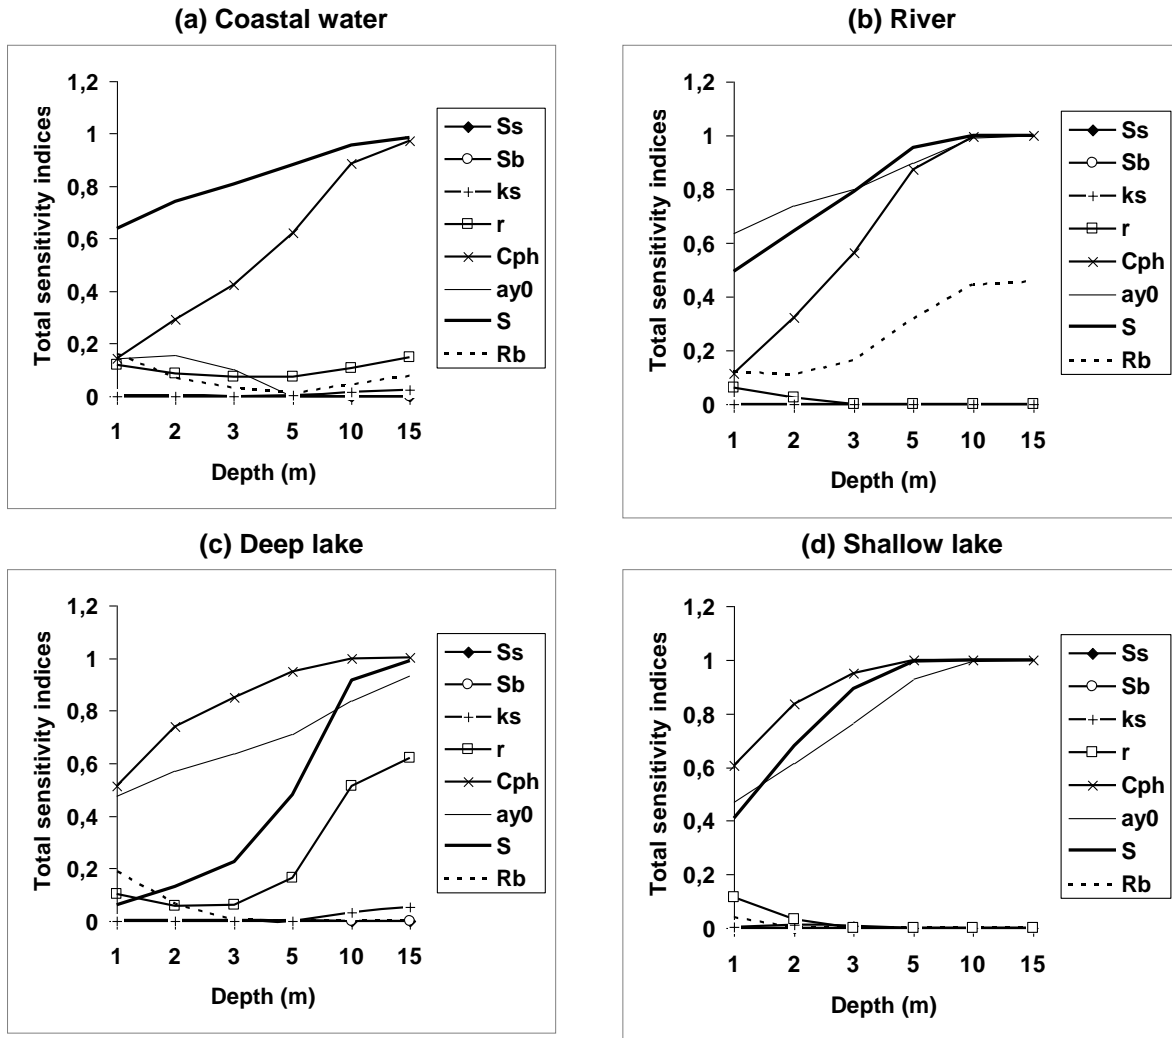 (a) Coastal water
Total sensitivity indices
1,2
1
0,8
0,6
0,4
0,2
0
1 2 3 5 10 15
Depth (m)
Ss
Sb
ks
r
Cph
ay0
S
Rb
(b) River
Total sensitivity indices
1,2
1
0,8
0,6
0,4
0,2
0
1 2 3 5 10 15
Depth (m)
Ss
Sb
ks
r
Cph
ay0
S
Rb
(c) Deep lake
Total sensitivity indices
1,2
1
0,8
0,6
0,4
0,2
0
1 2 3 5 10 15
Depth (m)
Ss
Sb
ks
r
Cph
ay0
S
Rb
(d) Shallow lake
Total sensitivity indices
1,2
1
0,8
0,6
0,4
0,2
0
1 2 3 5 10 15
Depth (m)
Ss
Sb
ks
r
Cph
ay0
S
Rb